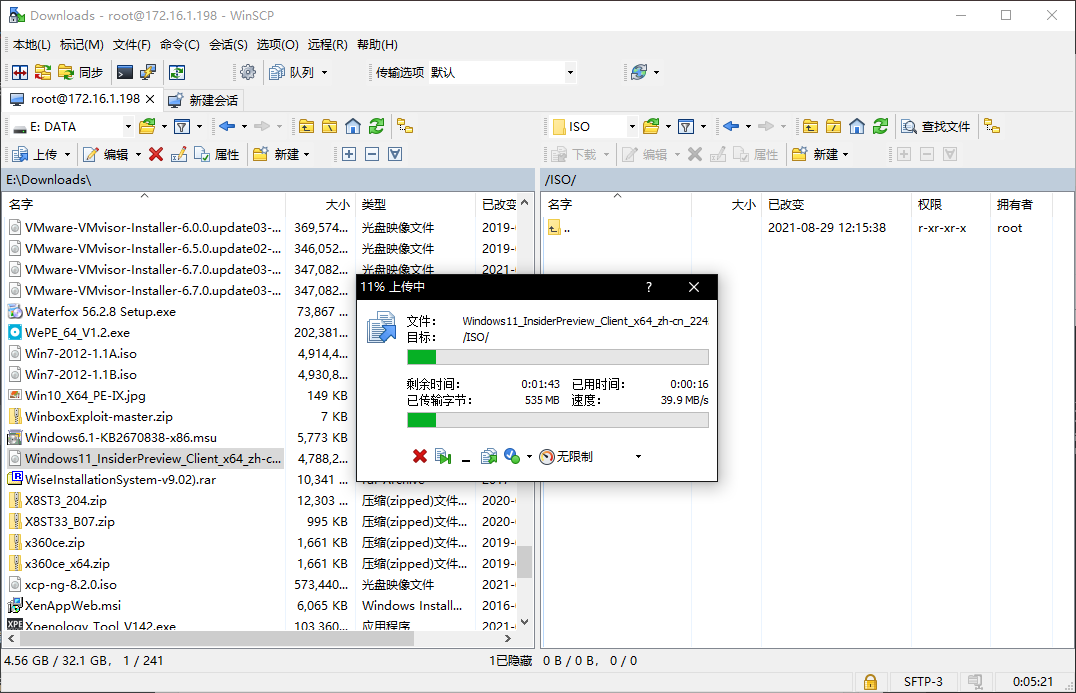 Downloads - root@172.16.1.198 - WinSCP
本地(L) 标记(M) 文件(F) 命令(C) 会话(S) 选项(O) 远程(R) 帮助(H)
同步 队列 传输选项 默认
root@172.16.1.198 × 新建会话
E: DATA ISO 查找文件
上传 编辑 属性 新建 下载 编辑 属性 新建
E:\Downloads\ /ISO/
名字 大小 类型 已改变 名字 大小 已改变 权限 拥有者
VMware-VMvisor-Installer-6.0.0.update03-... 369,574... 光盘映像文件 2019- .. 2021-08-29 12:15:38 r-xr-xr-x root
VMware-VMvisor-Installer-6.5.0.update02-... 346,052... 光盘映像文件 2019-
VMware-VMvisor-Installer-6.7.0.update03-... 347,082... 光盘映像文件 2021-
VMware-VMvisor-Installer-6.7.0.update03-... 347,082...
Waterfox 56.2.8 Setup.exe 73,867 ...
WePE_64_V1.2.exe 202,381...
Win7-2012-1.1A.iso 4,914,4...
Win7-2012-1.1B.iso 4,930,8...
Win10_X64_PE-IX.jpg 149 KB
WinboxExploit-master.zip 7 KB
Windows6.1-KB2670838-x86.msu 5,773 KB
Windows11_InsiderPreview_Client_x64_zh-c... 4,788,2...
WiseInstallationSystem-v9.02).rar 10,341 ...
X8ST3_204.zip 12,303 ... 压缩(zipped)文件... 2020-
X8ST33_B07.zip 995 KB 压缩(zipped)文件... 2020-
x360ce.zip 1,661 KB 压缩(zipped)文件... 2019-
x360ce_x64.zip 1,661 KB 压缩(zipped)文件... 2019-
xcp-ng-8.2.0.iso 573,440... 光盘映像文件 2021-
XenAppWeb.msi 6,065 KB Windows Install... 2016-
Xpenology_Tool_V142.exe 103,360... 应用程序 2021-
11% 上传中 ?
文件: Windows11_InsiderPreview_Client_x64_zh-cn_224
目标: /ISO/
剩余时间: 0:01:43 已用时间: 0:00:16
已传输字节: 535 MB 速度: 39.9 MB/s
无限制
4.56 GB / 32.1 GB, 1 / 241 1已隐藏 0 B / 0 B, 0 / 0
SFTP-3 0:05:21